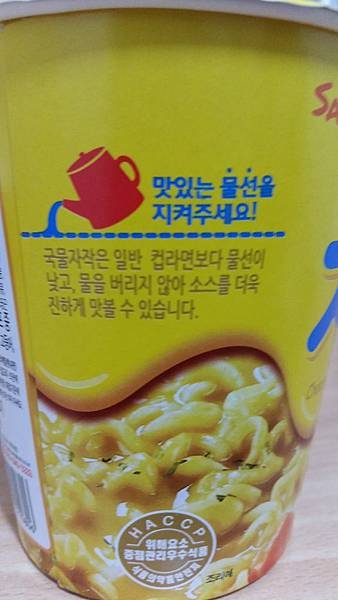 맛있는 물선을
지켜주세요!
국물자작은 일반 컵라면보다 물선이
낮고, 물을 버리지 않아 소스를 더욱
진하게 맛볼 수 있습니다.
HACCP
위해요소
중점관리우수식품
식품의약품안전처
조리예